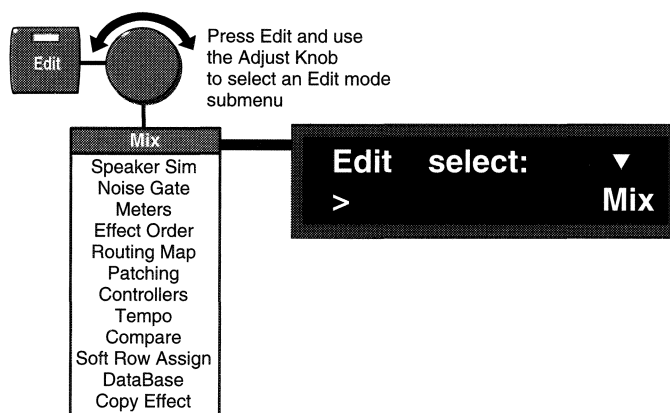 Edit
Press Edit and use
the Adjust Knob
to select an Edit mode
submenu
Mix
Speaker Sim
Noise Gate
Meters
Effect Order
Routing Map
Patching
Controllers
Tempo
Compare
Soft Row Assign
DataBase
Copy Effect
Edit select: ▼
> Mix